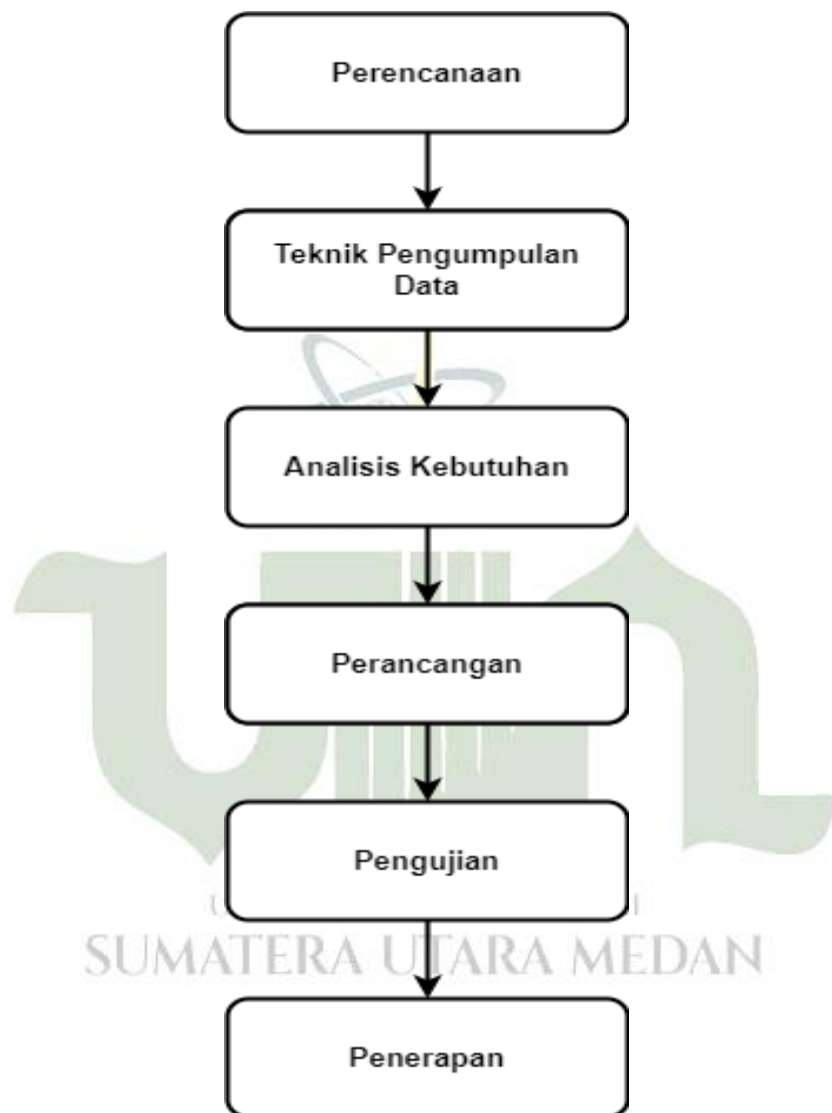 Perencanaan
Teknik Pengumpulan
Data
Analisis Kebutuhan
Perancangan
Pengujian
SUMATERA UTARA MEDAN
Penerapan